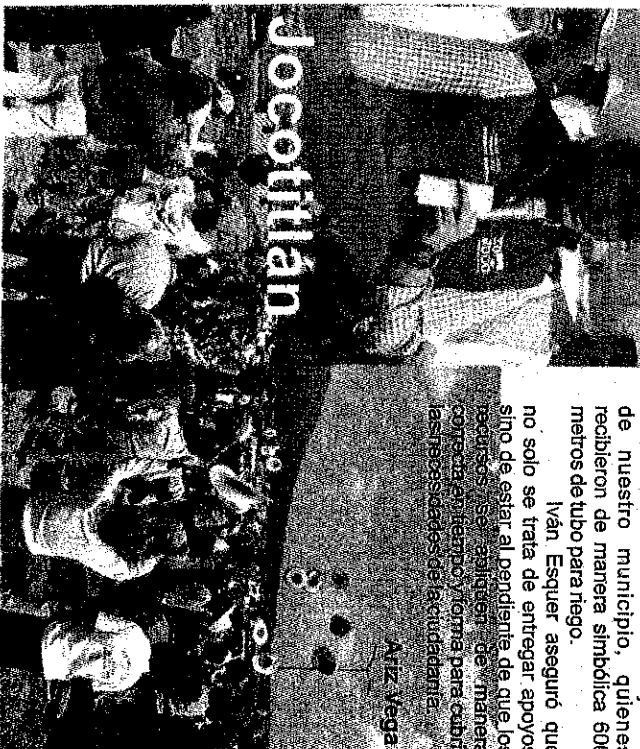 de nuestro municipio, quienes
recibieron de manera simbólica 600
metros de tubo para riego.
Iván Esquer aseguró que
no solo se trata de entregar apoyos
sino de estar al pendiente de que los
recursos se apliquen de manera
correcta en tiempo y forma para cubrir
las necesidades de la ciudadanía.
Ariz Vega
Jocotitlán